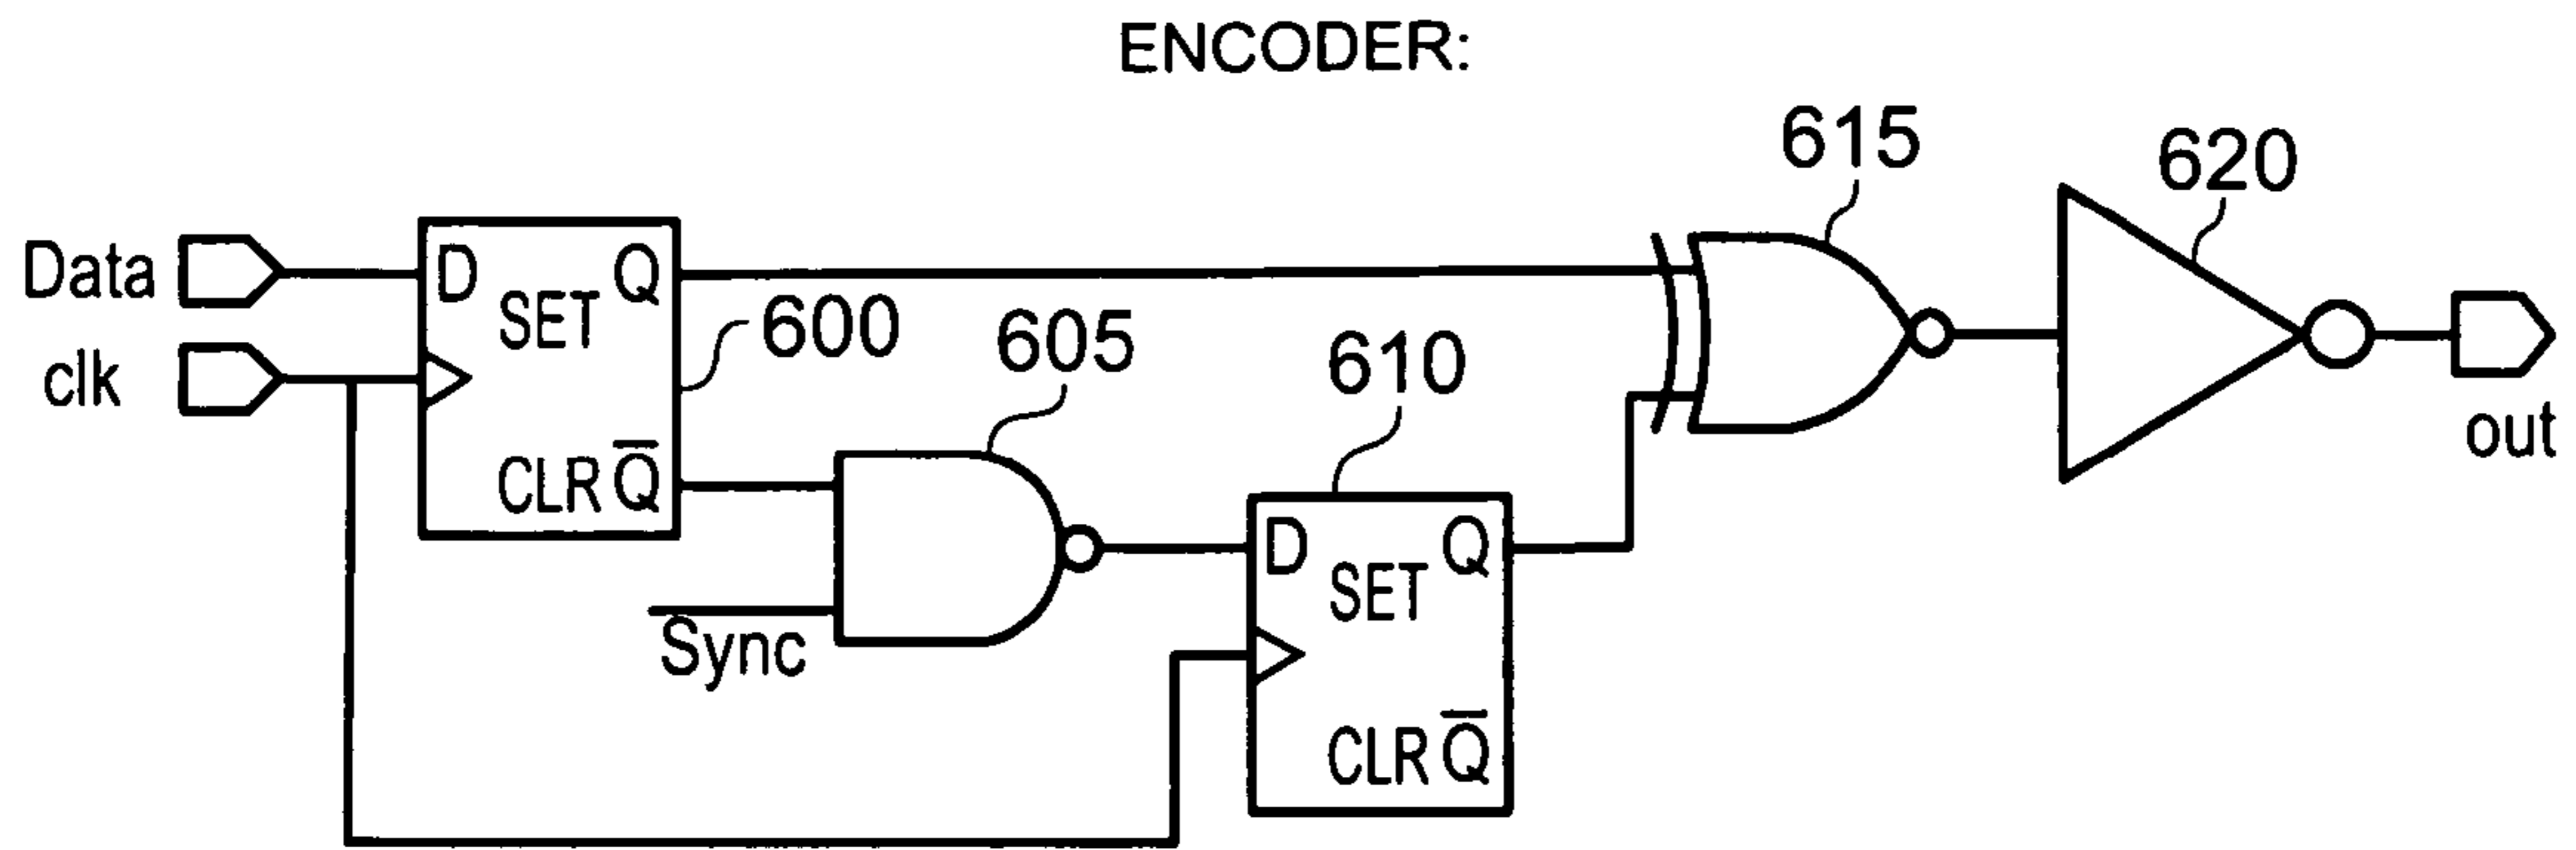 ENCODER:
615
620
Data
D
SET
Q
600
605
610
clk
out
CLR
Q̅
Sync
D
SET
Q
CLR
Q̅